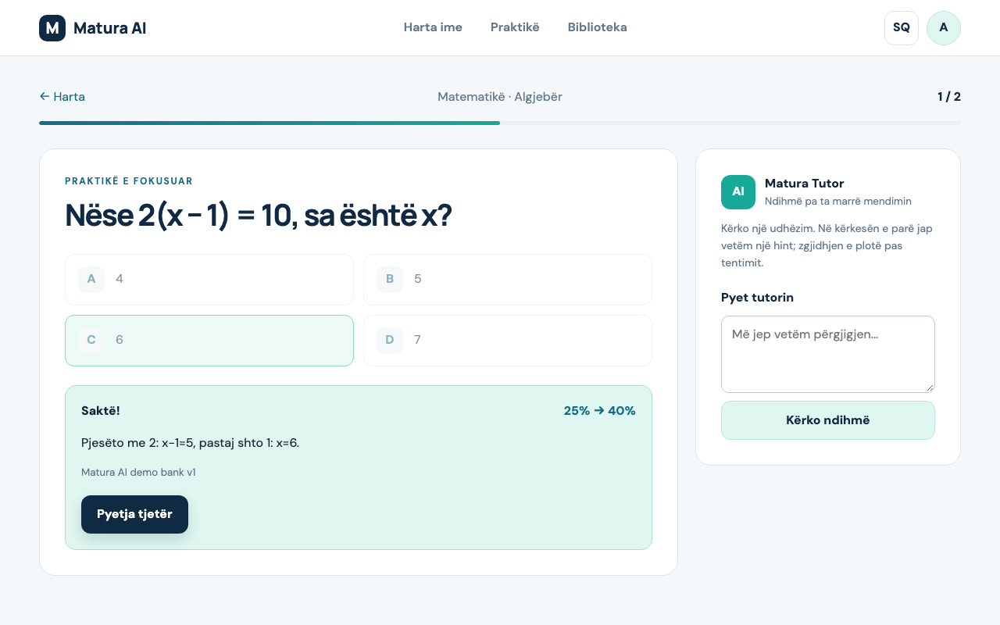 M Matura AI
Harta ime Praktikë Biblioteka
SQ A
← Harta
Matematikë · Algjebër
1 / 2
PRAKTIKË E FOKUSUAR
Nëse 2(x − 1) = 10, sa është x?
A 4
B 5
C 6
D 7
Saktë!
25% → 40%
Pjesëto me 2: x−1=5, pastaj shto 1: x=6.
Matura AI demo bank v1
Pyetja tjetër
AI
Matura Tutor
Ndihmë pa ta marrë mendimin
Kërko një udhëzim. Në kërkesën e parë jap
vetëm një hint; zgjidhjen e plotë pas
tentimit.
Pyet tutorin
Më jep vetëm përgjigjen...
Kërko ndihmë